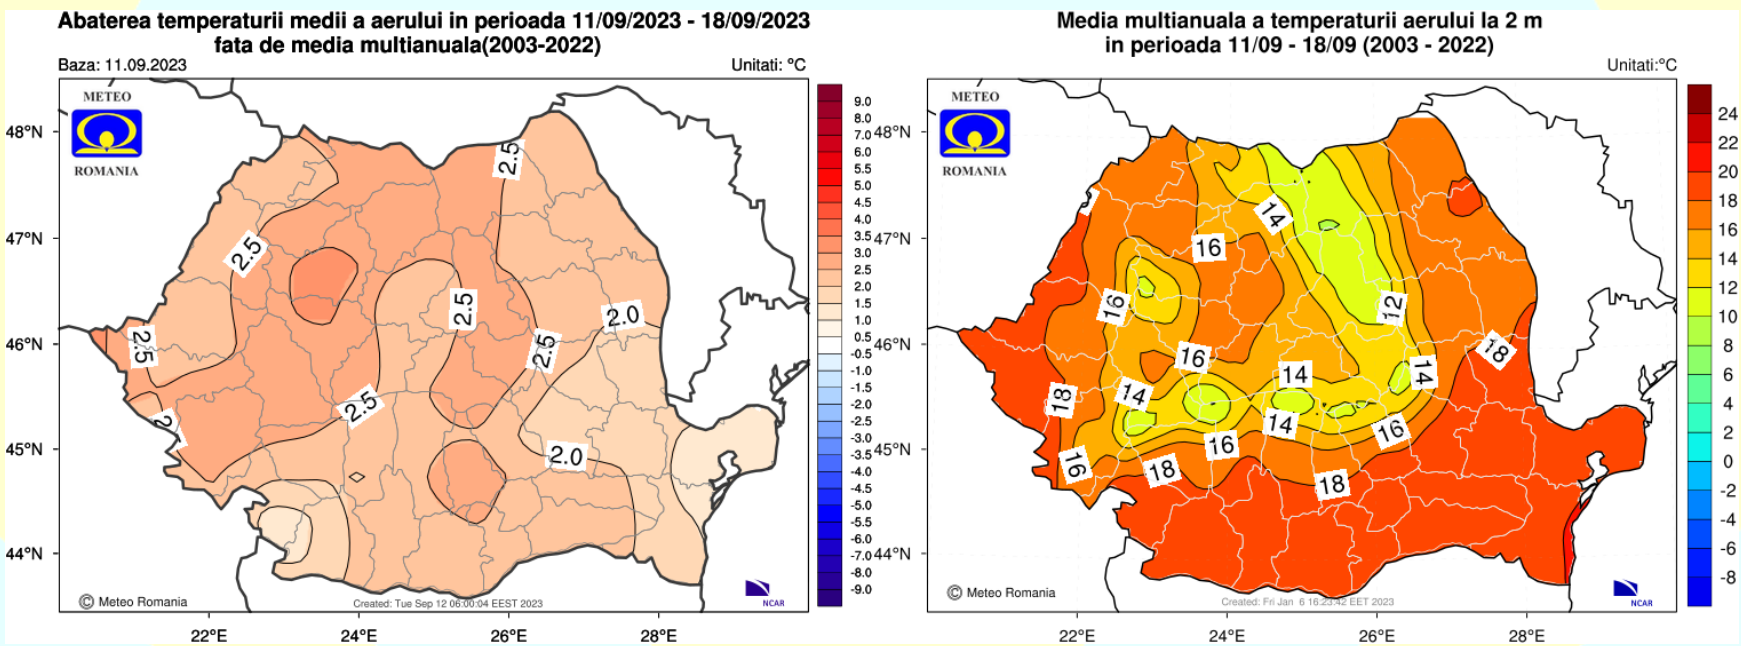 Abaterea temperaturii medii a aerului in perioada 11/09/2023 - 18/09/2023
fata de media multianuala(2003-2022)
Baza: 11.09.2023
Unitati: °C
METEO
ROMANIA
48°N
47°N
46°N
45°N
44°N
22°E
24°E
26°E
28°E
2.5
2.5
2.5
2.5
2.5
2.5
2.0
2.0
2
9.0
8.0
7.0
6.0
5.5
5.0
4.5
4.0
3.5
3.0
2.5
2.0
1.5
1.0
0.5
-0.5
-1.0
-1.5
-2.0
-2.5
-3.0
-3.5
-4.0
-4.5
-5.0
-5.5
-6.0
-7.0
-8.0
-9.0
© Meteo Romania
Created: Tue Sep 12 06:00:04 EEST 2023
NCAR
Media multianuala a temperaturii aerului la 2 m
in perioada 11/09 - 18/09 (2003 - 2022)
Unitati:°C
METEO
ROMANIA
48°N
47°N
46°N
45°N
44°N
22°E
24°E
26°E
28°E
14
16
16
12
16
18
14
14
14
18
18
14
16
16
16
18
18
24
22
20
18
16
14
12
10
8
6
4
2
0
-2
-4
-6
-8
© Meteo Romania
Created: Fri Jan 6 16:23:42 EET 2023
NCAR